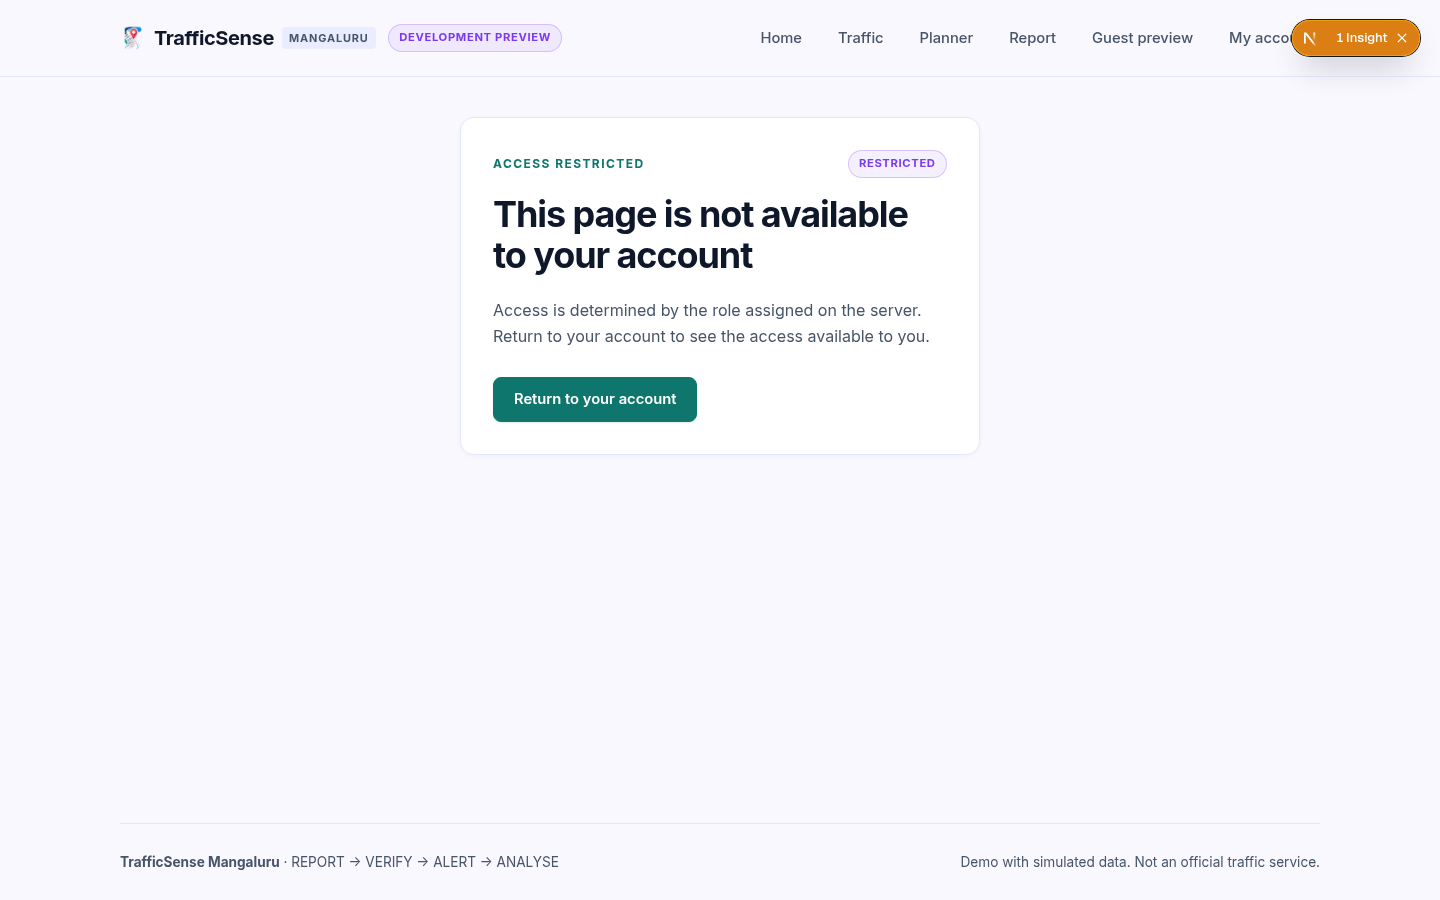 TrafficSense MANGALURU DEVELOPMENT PREVIEW Home Traffic Planner Report Guest preview My 1 Insight
ACCESS RESTRICTED RESTRICTED
This page is not available
to your account
Access is determined by the role assigned on the server.
Return to your account to see the access available to you.
Return to your account
TrafficSense Mangaluru · REPORT → VERIFY → ALERT → ANALYSE Demo with simulated data. Not an official traffic service.